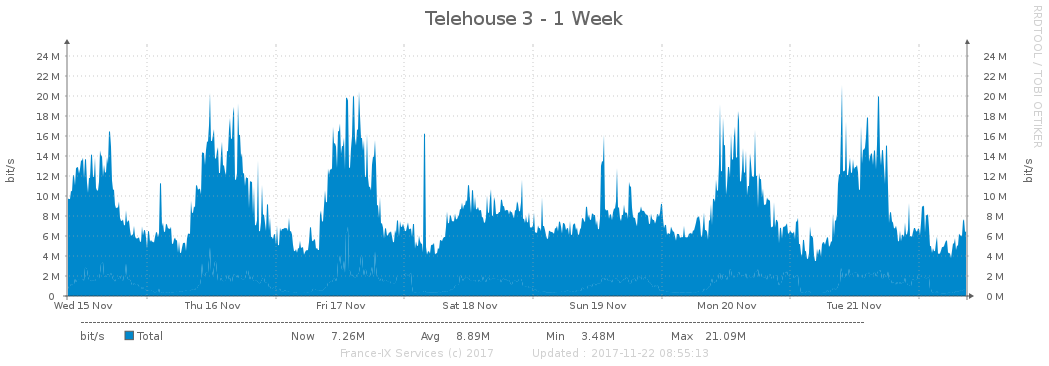 Telehouse 3 - 1 Week
RRDTOOL / TOBI OETIKER
bit/s
24 M 24 M
22 M 22 M
20 M 20 M
18 M 18 M
16 M 16 M
14 M 14 M
12 M 12 M
10 M 10 M
8 M 8 M
6 M 6 M
4 M 4 M
2 M 2 M
0 0 M
bit/s
Wed 15 Nov Thu 16 Nov Fri 17 Nov Sat 18 Nov Sun 19 Nov Mon 20 Nov Tue 21 Nov
bit/s Total Now 7.26M Avg 8.89M Min 3.48M Max 21.09M
France-IX Services (c) 2017 Updated : 2017-11-22 08:55:13